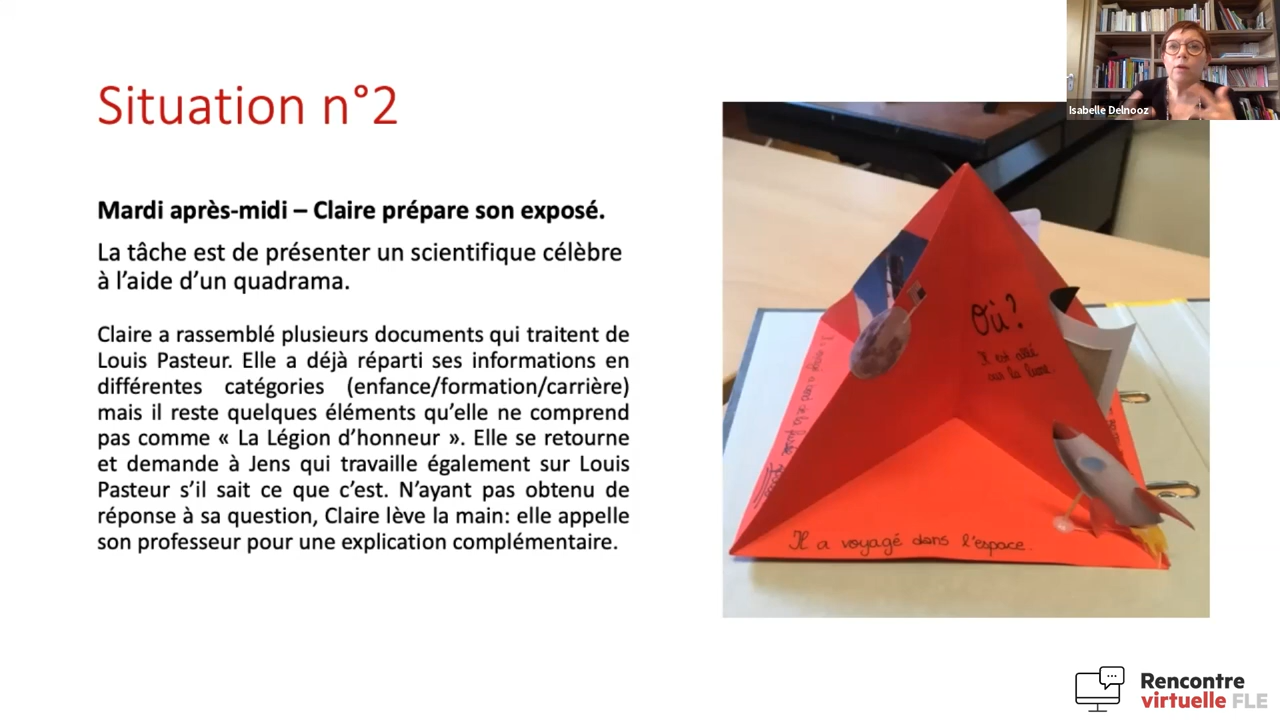 Situation n°2
Isabelle Delnooz
Mardi après-midi – Claire prépare son exposé.
La tâche est de présenter un scientifique célèbre
à l'aide d'un quadrama.
Claire a rassemblé plusieurs documents qui traitent de
Louis Pasteur. Elle a déjà réparti ses informations en
différentes catégories (enfance/formation/carrière)
mais il reste quelques éléments qu'elle ne comprend
pas comme « La Légion d'honneur ». Elle se retourne
et demande à Jens qui travaille également sur Louis
Pasteur s'il sait ce que c'est. N'ayant pas obtenu de
réponse à sa question, Claire lève la main: elle appelle
son professeur pour une explication complémentaire.
Où?
Il est allé
sur la lune.
Il a voyagé dans l'espace.
Rencontre
virtuelle FLE